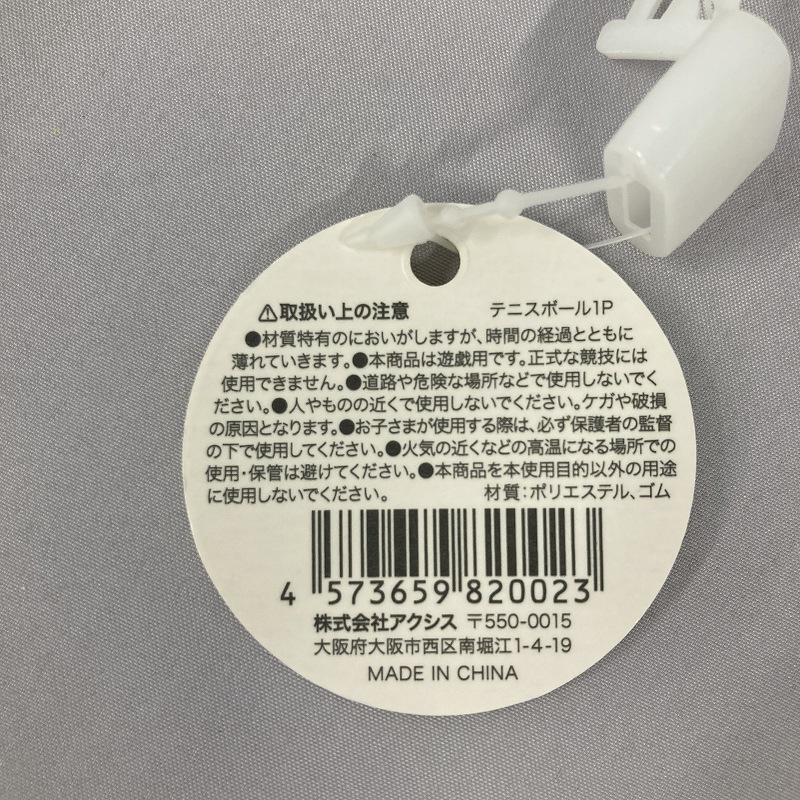 ⚠取扱い上の注意 テニスボール1P
●材質特有のにおいがしますが、時間の経過とともに
薄れていきます。●本商品は遊戯用です。正式な競技には
使用できません。●道路や危険な場所などで使用しないでく
ださい。●人やものの近くで使用しないでください。ケガや破損
の原因となります。●お子さまが使用する際は、必ず保護者の監督
の下で使用してください。●火気の近くなどの高温になる場所での
使用・保管は避けてください。●本商品を本使用目的以外の用途
に使用しないでください。 材質:ポリエステル、ゴム
4 573659 820023
株式会社アクシス 〒550-0015
大阪府大阪市西区南堀江1-4-19
MADE IN CHINA